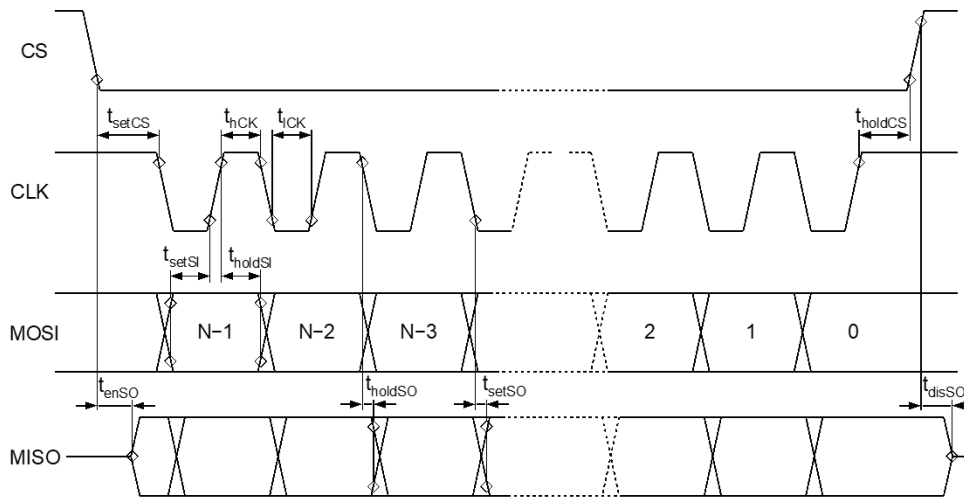 CS
t_setCS t_hCK t_lCK t_holdCS
CLK
t_setSI t_holdSI
MOSI N−1 N−2 N−3 2 1 0
t_enSO t_holdSO t_setSO t_disSO
MISO